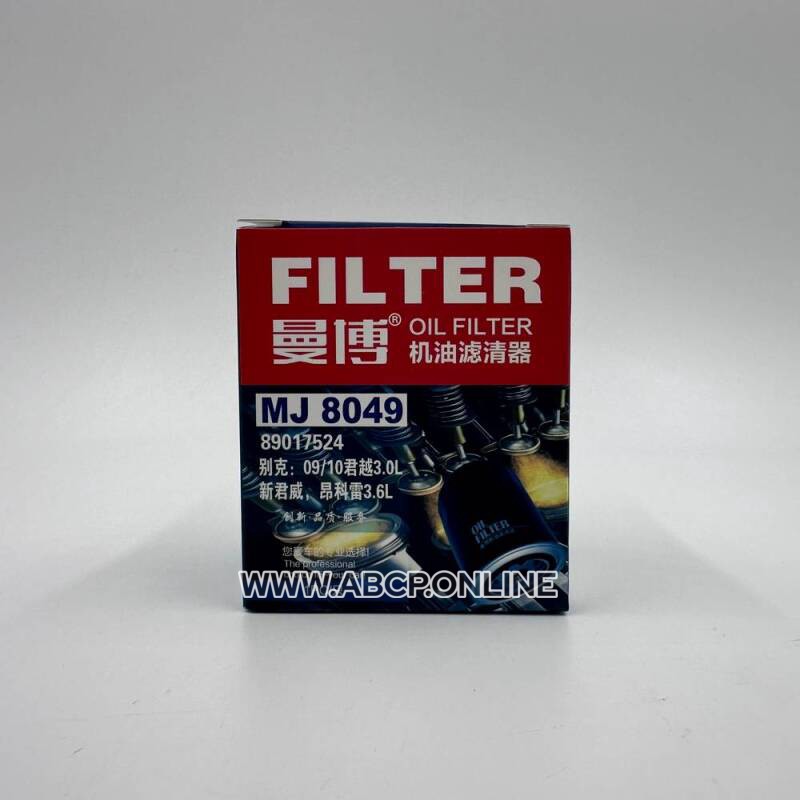 FILTER
曼博® OIL FILTER
机油滤清器
MJ 8049
89017524
别克：09/10君越3.0L
新君威，昂科雷3.6L
创新·品质·服务
OIL
FILTER
您爱车的专业选择!
The professional
WWW.ABCP.ONLINE